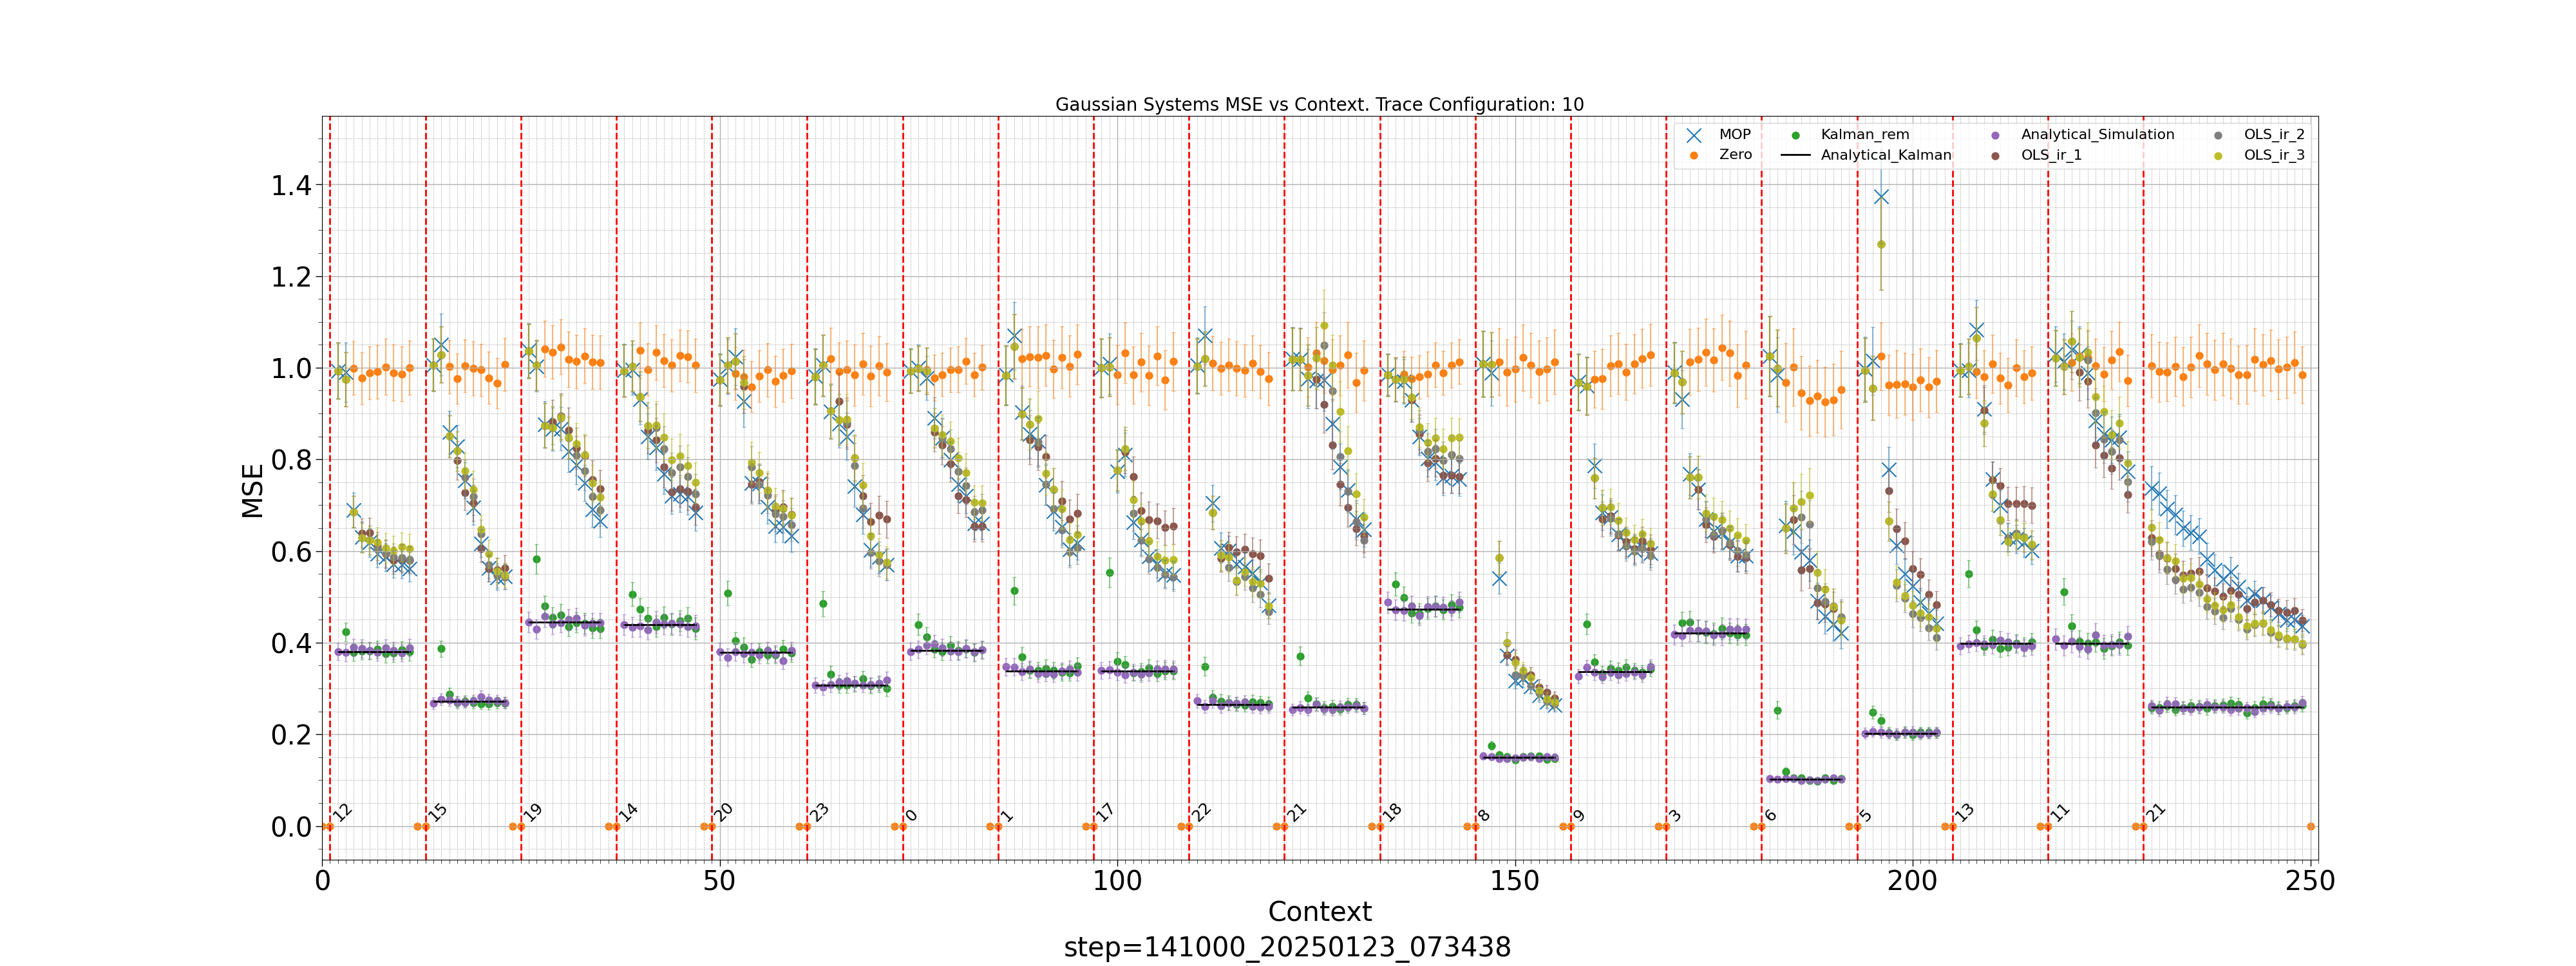 Gaussian Systems MSE vs Context. Trace Configuration: 10
MOP
Zero
Kalman_rem
Analytical_Kalman
Analytical_Simulation
OLS_ir_1
OLS_ir_2
OLS_ir_3
1.4
1.2
1.0
0.8
0.6
0.4
0.2
0.0
MSE
12
15
19
14
20
23
0
1
17
22
21
18
8
9
3
6
5
13
11
21
0
50
100
150
200
250
Context
step=141000_20250123_073438